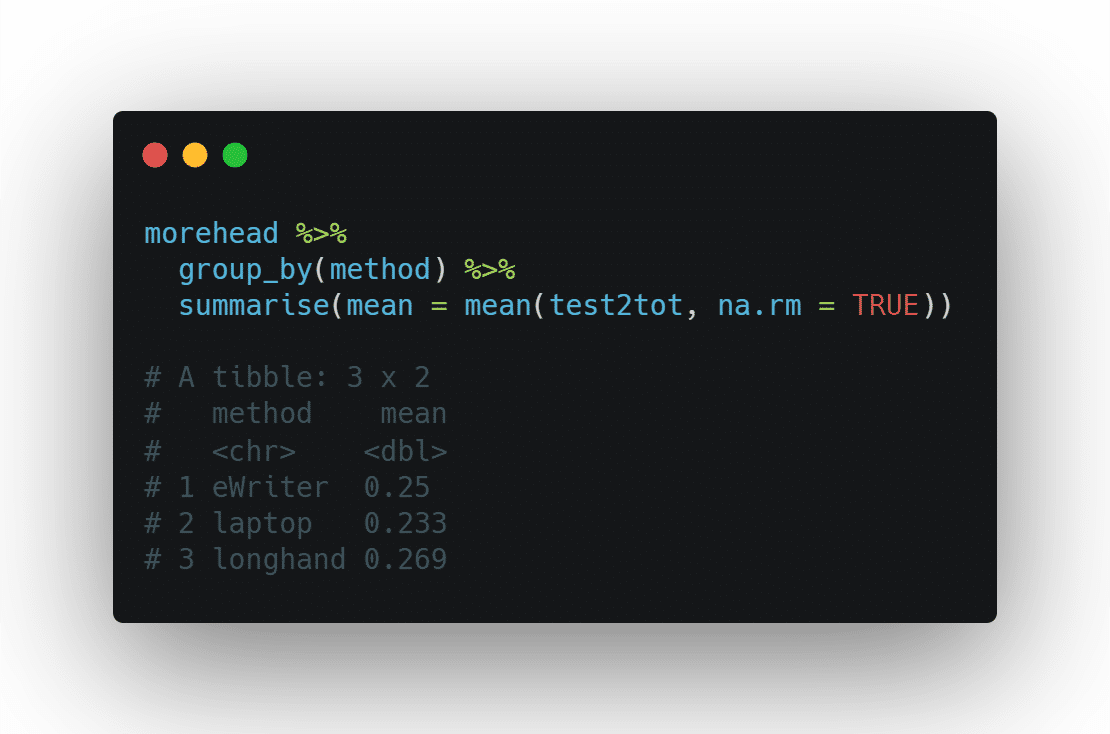 morehead %>%
  group_by(method) %>%
  summarise(mean = mean(test2tot, na.rm = TRUE))
# A tibble: 3 x 2
#   method    mean
#   <chr>    <dbl>
# 1 eWriter  0.25
# 2 laptop   0.233
# 3 longhand 0.269